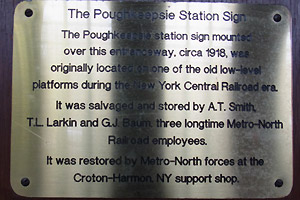 The Poughkeepsie Station Sign
The Poughkeepsie station sign mounted
over this entranceway, circa 1918, was
originally located on one of the old low-level
platforms during the New York Central Railroad era.
It was salvaged and stored by A.T. Smith,
T.L. Larkin and G.J. Baum, three longtime Metro-North
Railroad employees.
It was restored by Metro-North forces at the
Croton-Harmon, NY support shop.